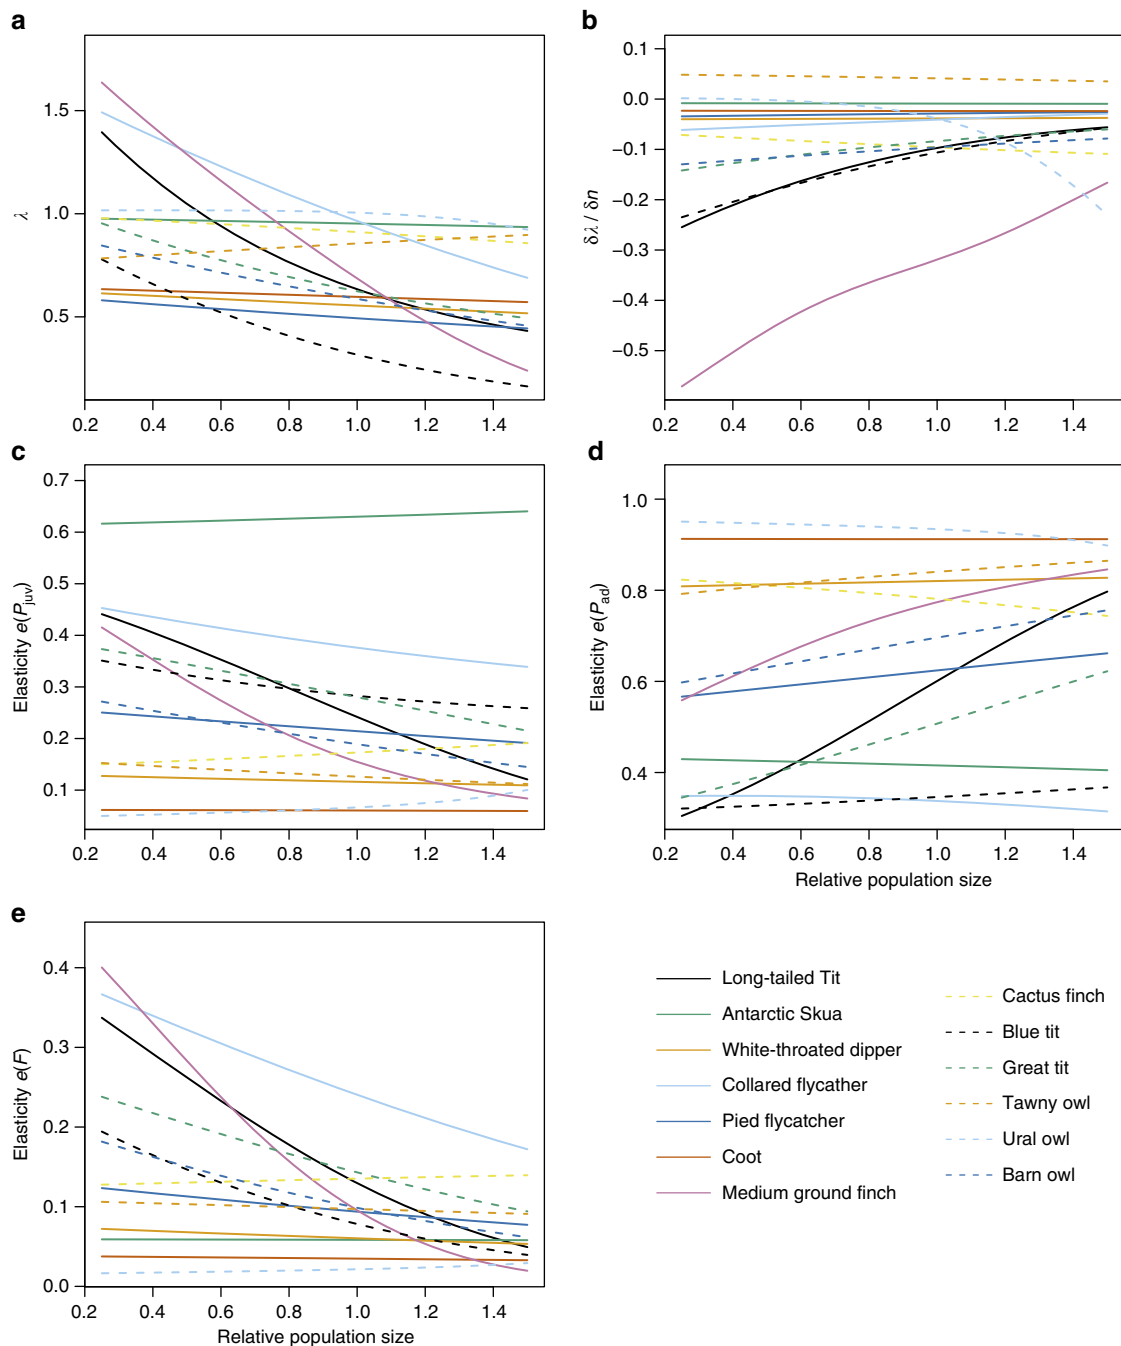 a
1.5
1.0
0.5
λ
0.2 0.4 0.6 0.8 1.0 1.2 1.4
b
0.1
0.0
−0.1
−0.2
−0.3
−0.4
−0.5
δλ / δn
0.2 0.4 0.6 0.8 1.0 1.2 1.4
c
0.7
0.6
0.5
0.4
0.3
0.2
0.1
Elasticity e(Pjuv)
0.2 0.4 0.6 0.8 1.0 1.2 1.4
d
1.0
0.8
0.6
0.4
Elasticity e(Pad)
0.2 0.4 0.6 0.8 1.0 1.2 1.4
Relative population size
e
0.4
0.3
0.2
0.1
0.0
Elasticity e(F)
0.2 0.4 0.6 0.8 1.0 1.2 1.4
Relative population size
Long-tailed Tit
Antarctic Skua
White-throated dipper
Collared flycather
Pied flycatcher
Coot
Medium ground finch
Cactus finch
Blue tit
Great tit
Tawny owl
Ural owl
Barn owl